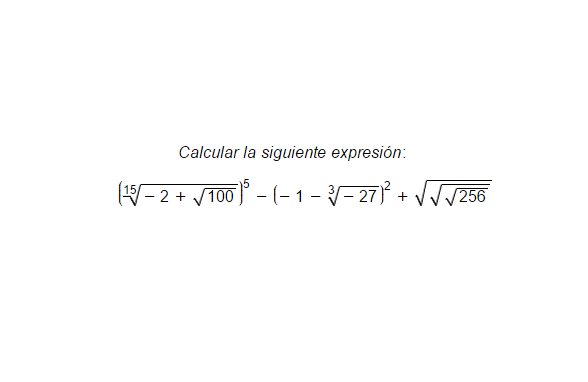 Calcular la siguiente expresión:
(¹⁵√(− 2 + √100))⁵ − (− 1 − ³√(− 27))² + √(√(√256))